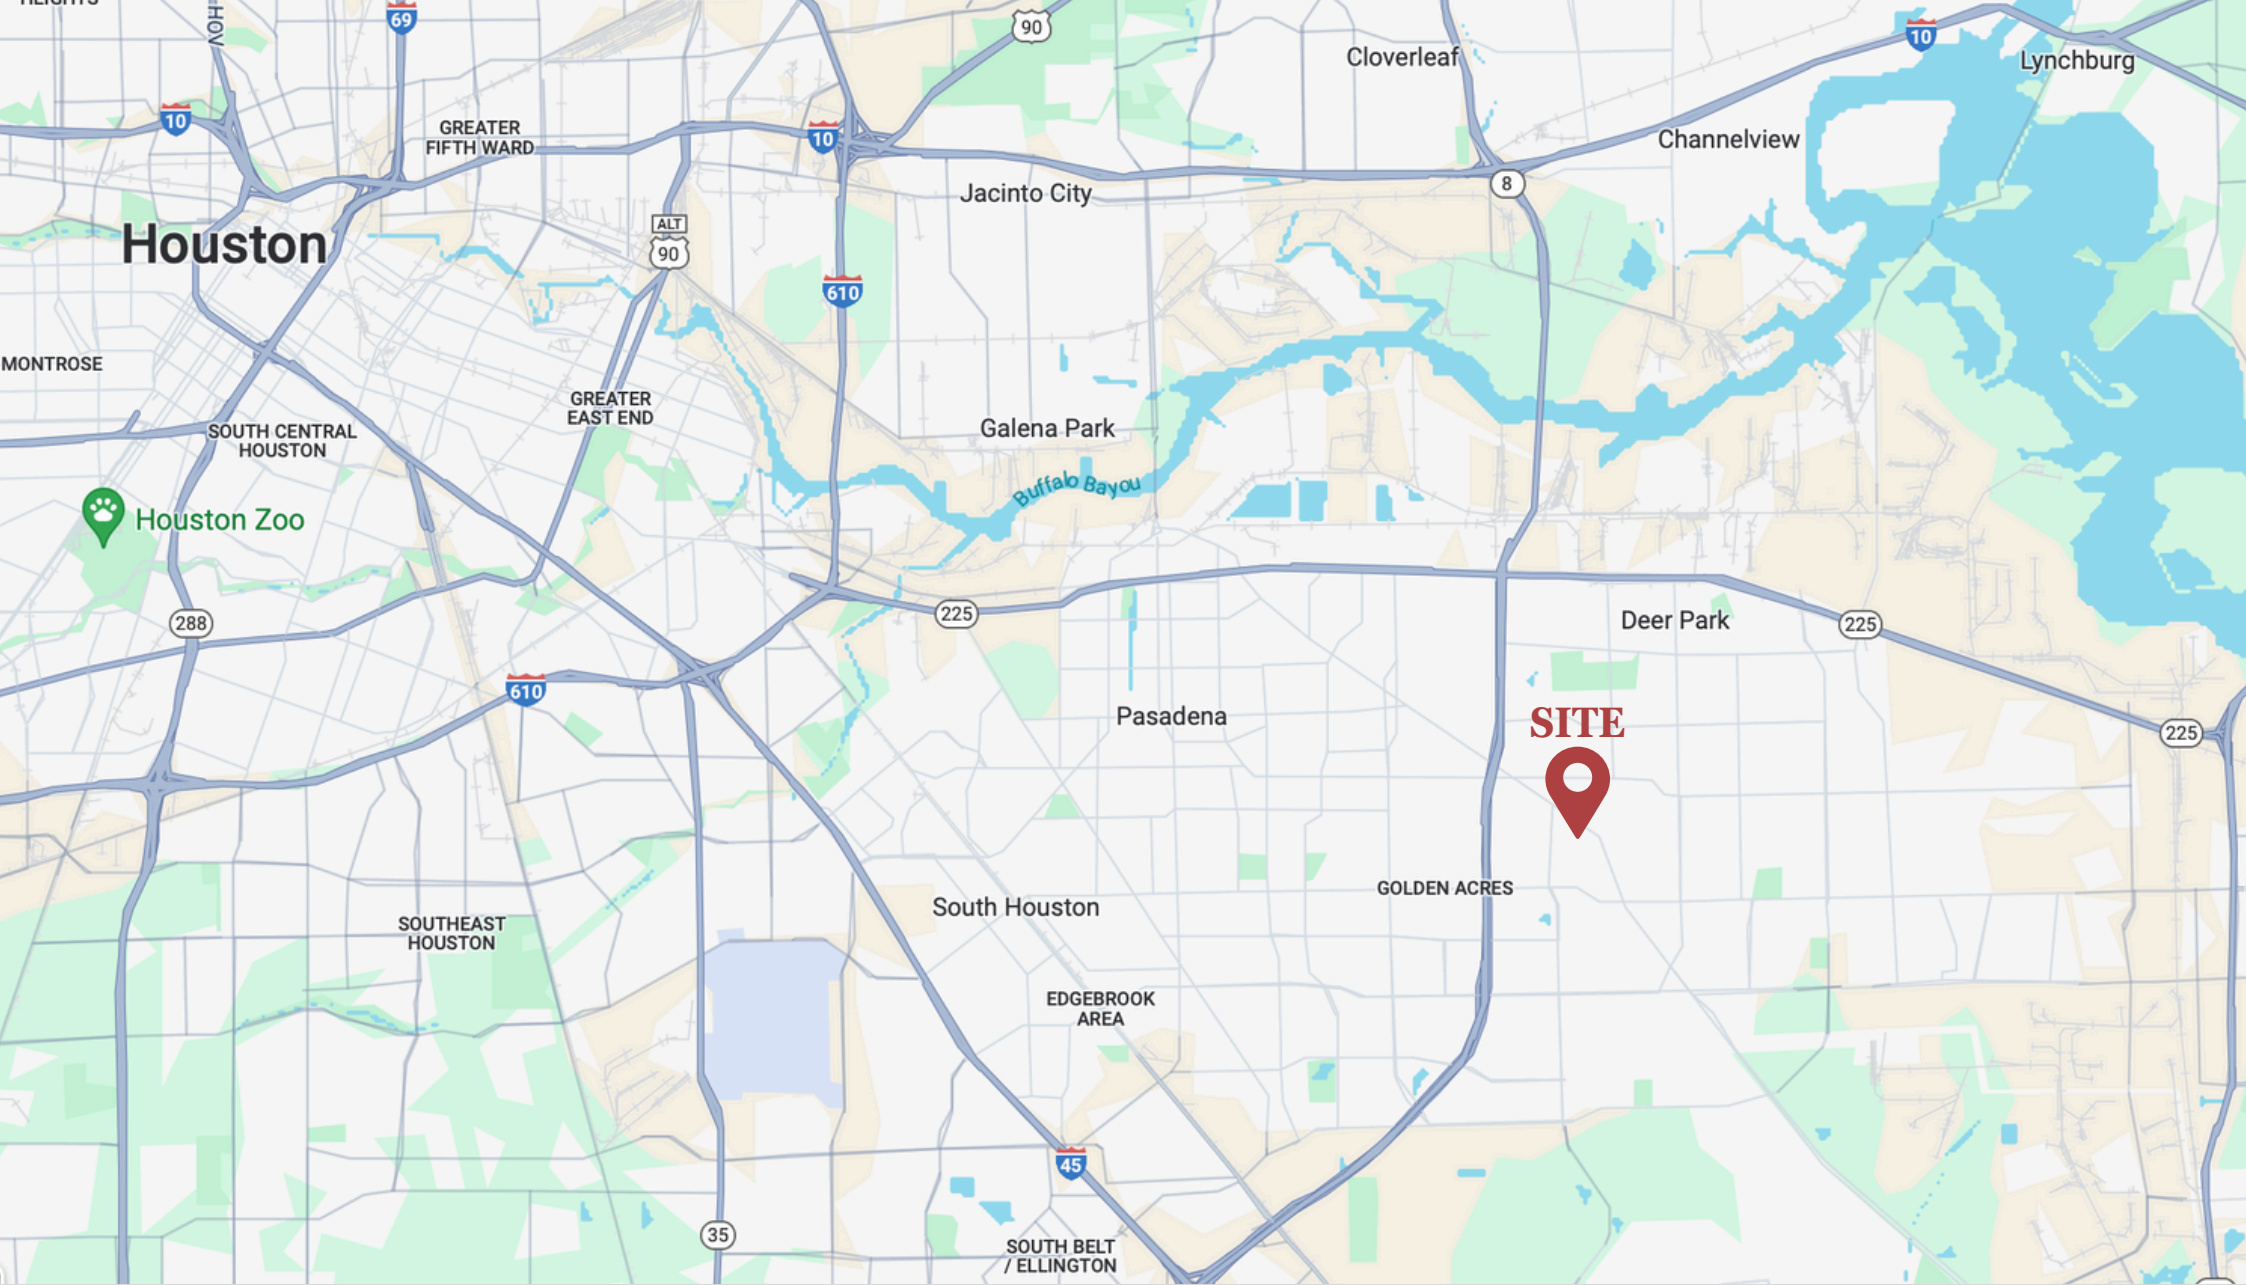 HEIGHTS
HOV
69
90
Cloverleaf
10
Lynchburg
10
GREATER
FIFTH WARD
10
Channelview
Jacinto City
8
ALT
90
Houston
610
MONTROSE
GREATER
EAST END
SOUTH CENTRAL
HOUSTON
Galena Park
Buffalo Bayou
Houston Zoo
288
225
Deer Park
225
610
Pasadena
SITE
225
GOLDEN ACRES
South Houston
SOUTHEAST
HOUSTON
EDGEBROOK
AREA
45
35
SOUTH BELT
/ ELLINGTON